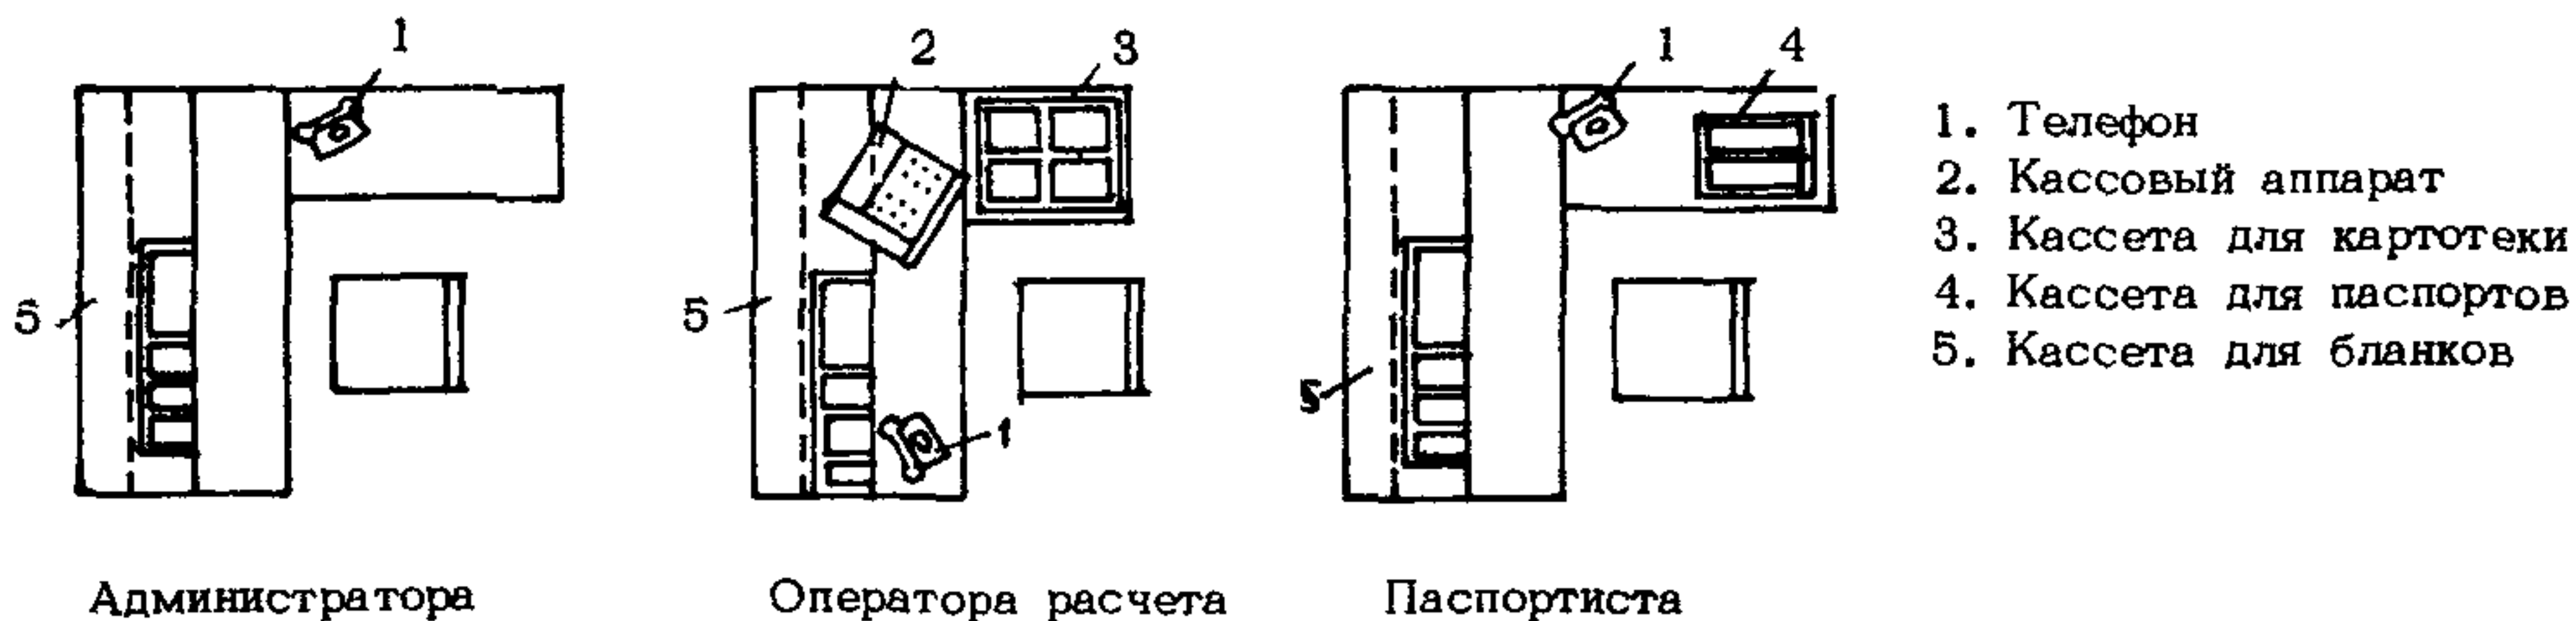 1
2
3
1
4
5
5
1
5
1. Телефон
2. Кассовый аппарат
3. Кассета для картотеки
4. Кассета для паспортов
5. Кассета для бланков
Администратора
Оператора расчета
Паспортиста